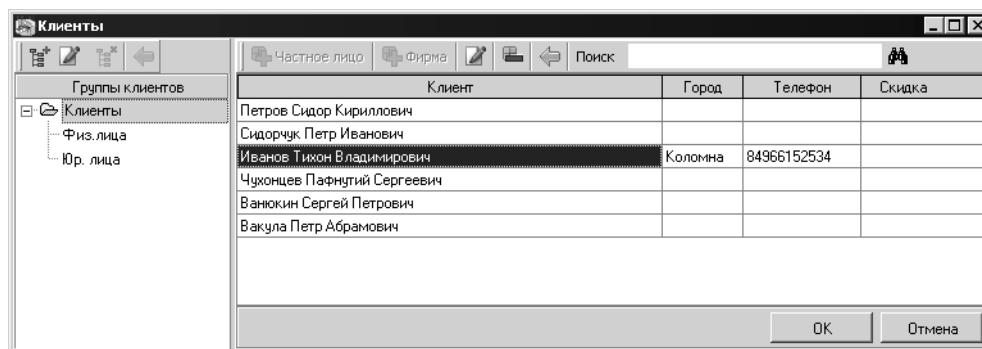 Клиенты
Частное лицо Фирма Поиск
Группы клиентов
Клиенты
Физ.лица
Юр. лица
Клиент Город Телефон Скидка
Петров Сидор Кириллович
Сидорчук Петр Иванович
Иванов Тихон Владимирович Коломна 84966152534
Чухонцев Пафнутий Сергеевич
Ванюкин Сергей Петрович
Вакула Петр Абрамович
OK Отмена